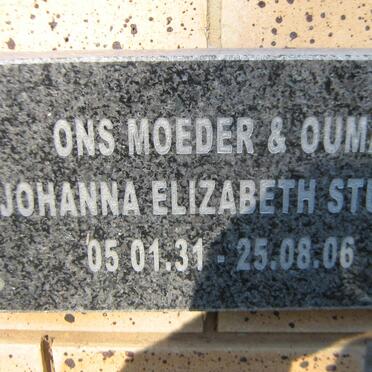 ONS MOEDER & OUMA
JOHANNA ELIZABETH
05.01.31 - 25.08.06